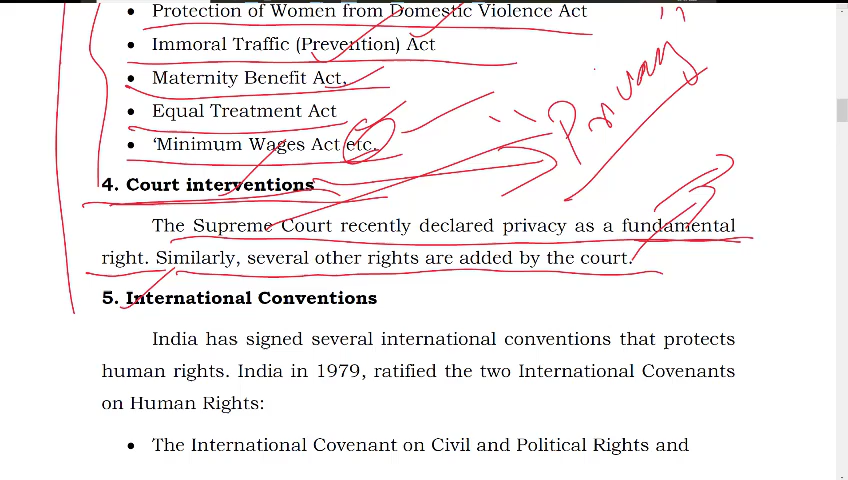 • Protection of Women from Domestic Violence Act
• Immoral Traffic (Prevention) Act
• Maternity Benefit Act,
• Equal Treatment Act
• 'Minimum Wages Act etc.
Privacy
4. Court interventions
The Supreme Court recently declared privacy as a fundamental
right. Similarly, several other rights are added by the court.
5. International Conventions
India has signed several international conventions that protects
human rights. India in 1979, ratified the two International Covenants
on Human Rights:
• The International Covenant on Civil and Political Rights and